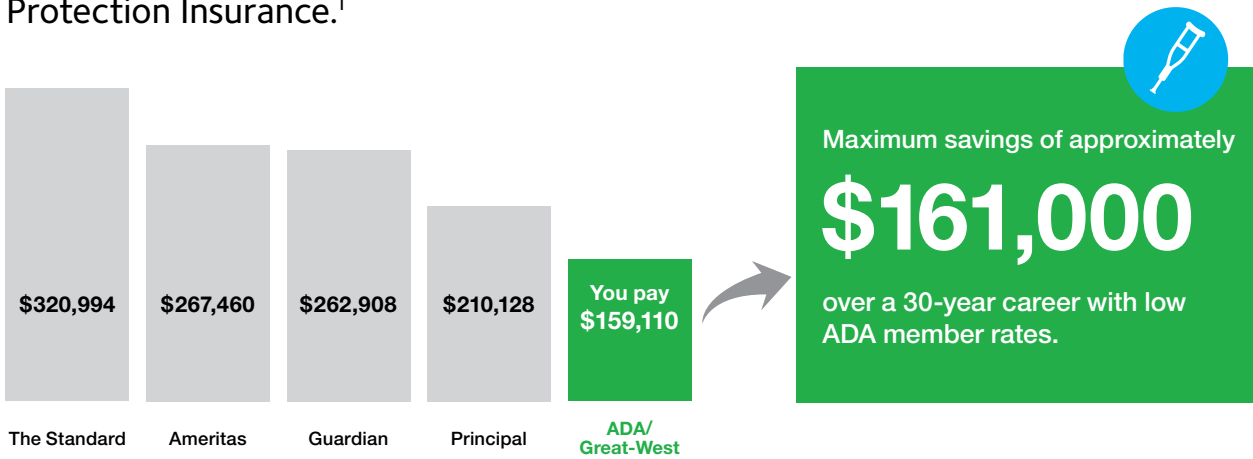 Protection Insurance.¹
$320,994
$267,460
$262,908
$210,128
You pay
$159,110
The Standard
Ameritas
Guardian
Principal
ADA/
Great-West
Maximum savings of approximately
$161,000
over a 30-year career with low
ADA member rates.